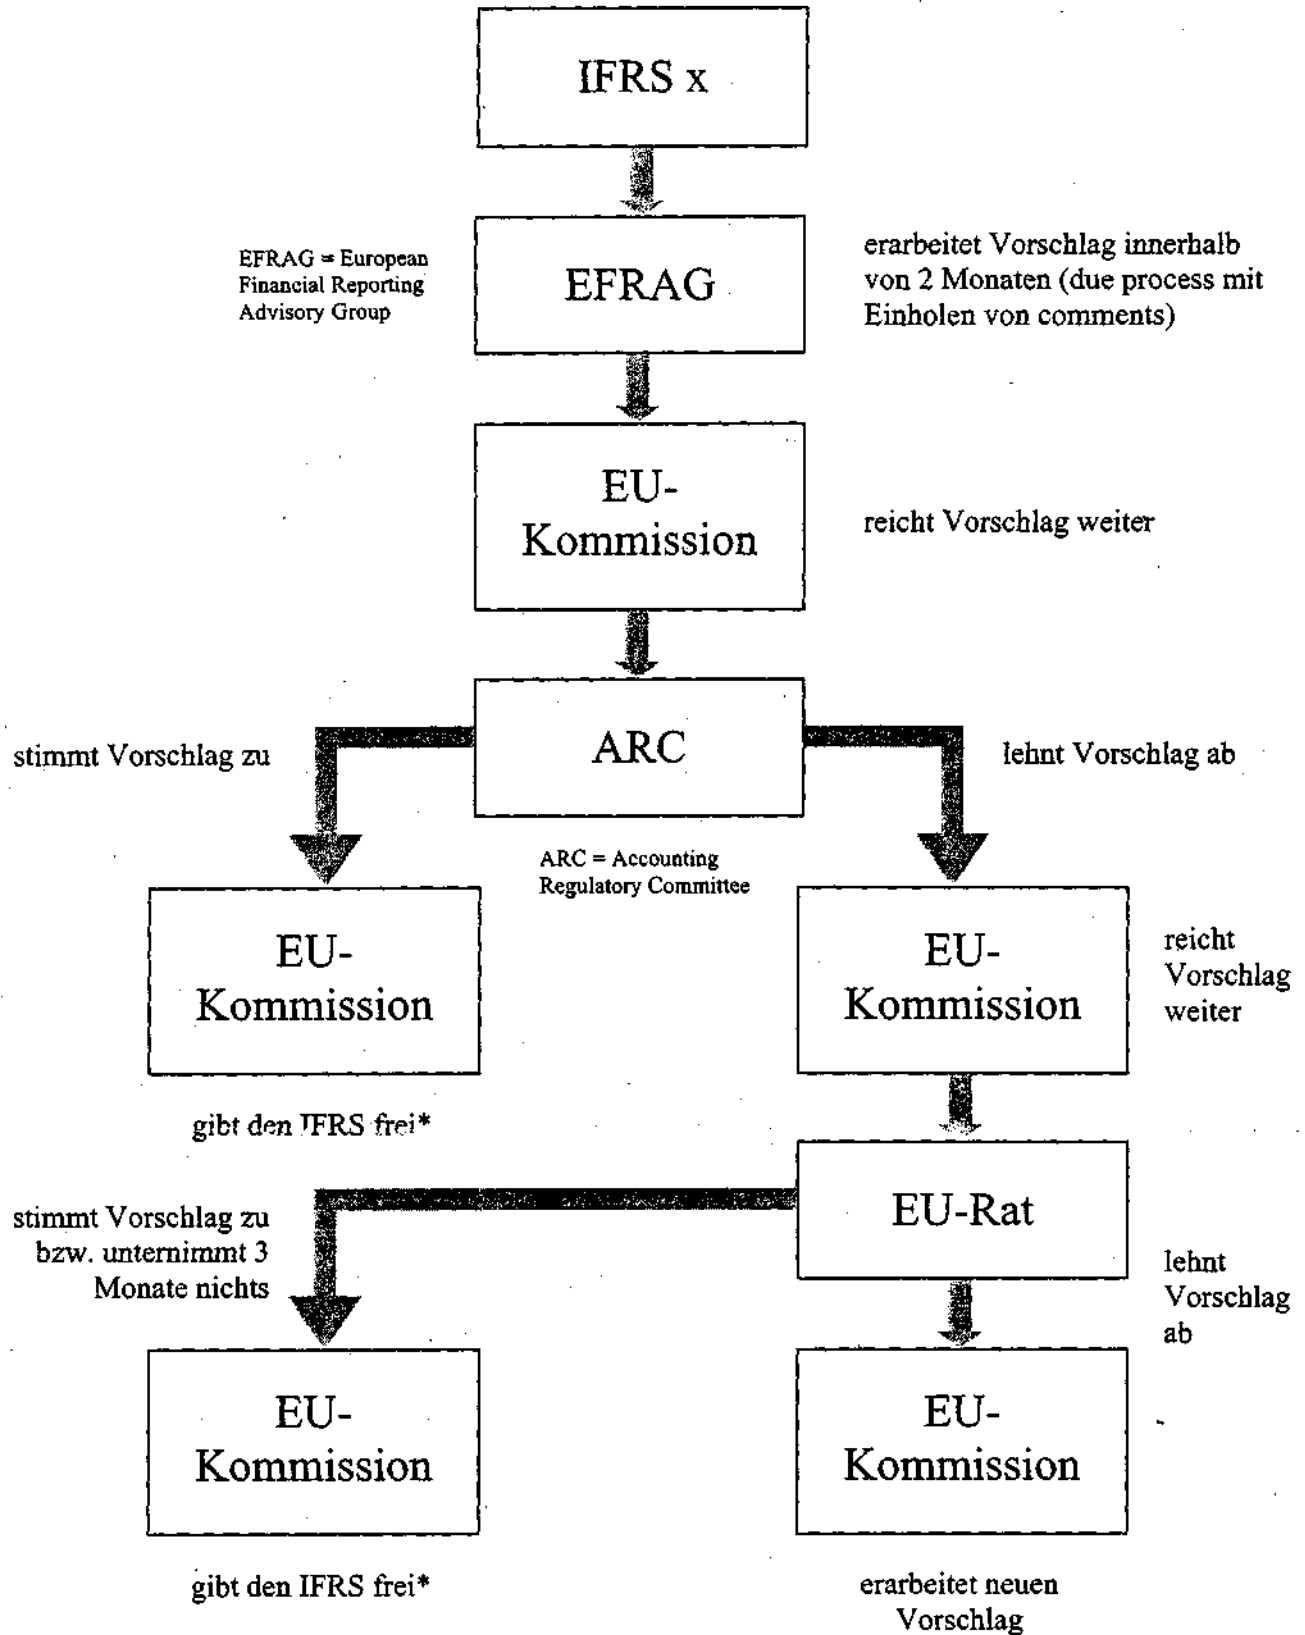 IFRS x
EFRAG = European
Financial Reporting
Advisory Group
EFRAG
erarbeitet Vorschlag innerhalb
von 2 Monaten (due process mit
Einholen von comments)
EU-
Kommission
reicht Vorschlag weiter
stimmt Vorschlag zu
ARC
lehnt Vorschlag ab
ARC = Accounting
Regulatory Committee
EU-
Kommission
gibt den IFRS frei*
EU-
Kommission
reicht
Vorschlag
weiter
EU-Rat
stimmt Vorschlag zu
bzw. unternimmt 3
Monate nichts
lehnt
Vorschlag
ab
EU-
Kommission
gibt den IFRS frei*
EU-
Kommission
erarbeitet neuen
Vorschlag